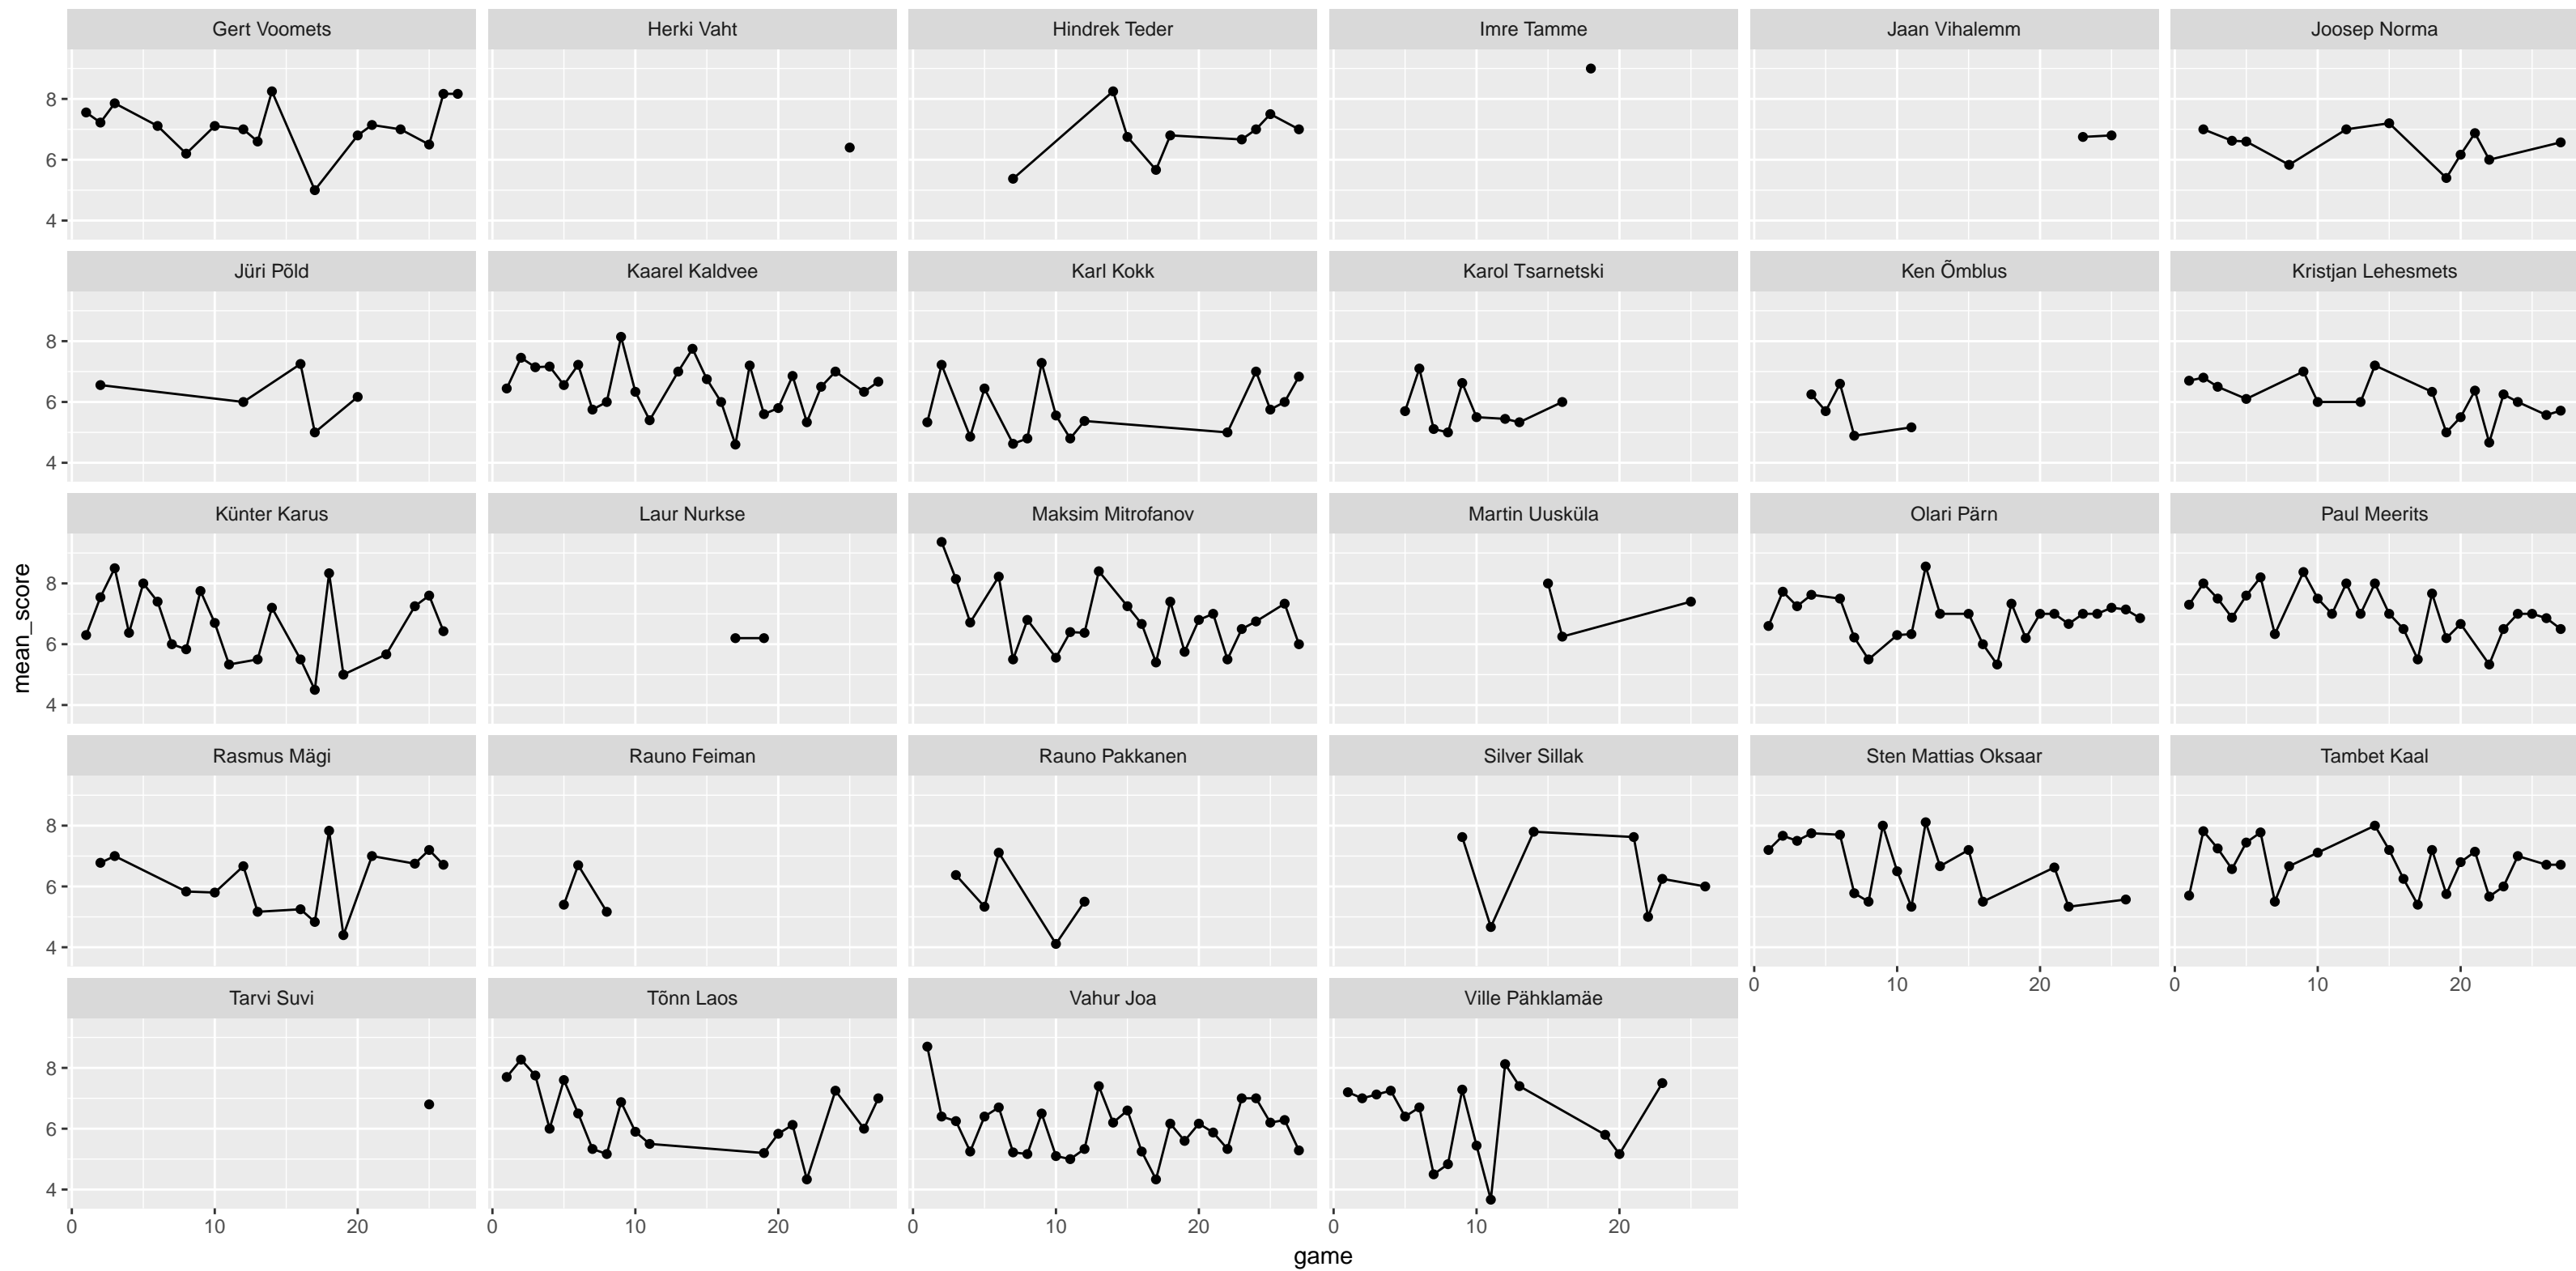 Gert Voomets Herki Vaht Hindrek Teder Imre Tamme Jaan Vihalemm Joosep Norma
8
6
4
Jüri Põld Kaarel Kaldvee Karl Kokk Karol Tsarnetski Ken Õmblus Kristjan Lehesmets
8
6
4
Künter Karus Laur Nurkse Maksim Mitrofanov Martin Uusküla Olari Pärn Paul Meerits
8
6
4
mean_score
Rasmus Mägi Rauno Feiman Rauno Pakkanen Silver Sillak Sten Mattias Oksaar Tambet Kaal
8
6
4
0 10 20 0 10 20
Tarvi Suvi Tõnn Laos Vahur Joa Ville Pähklamäe
8
6
4
0 10 20 0 10 20 0 10 20 0 10 20
game